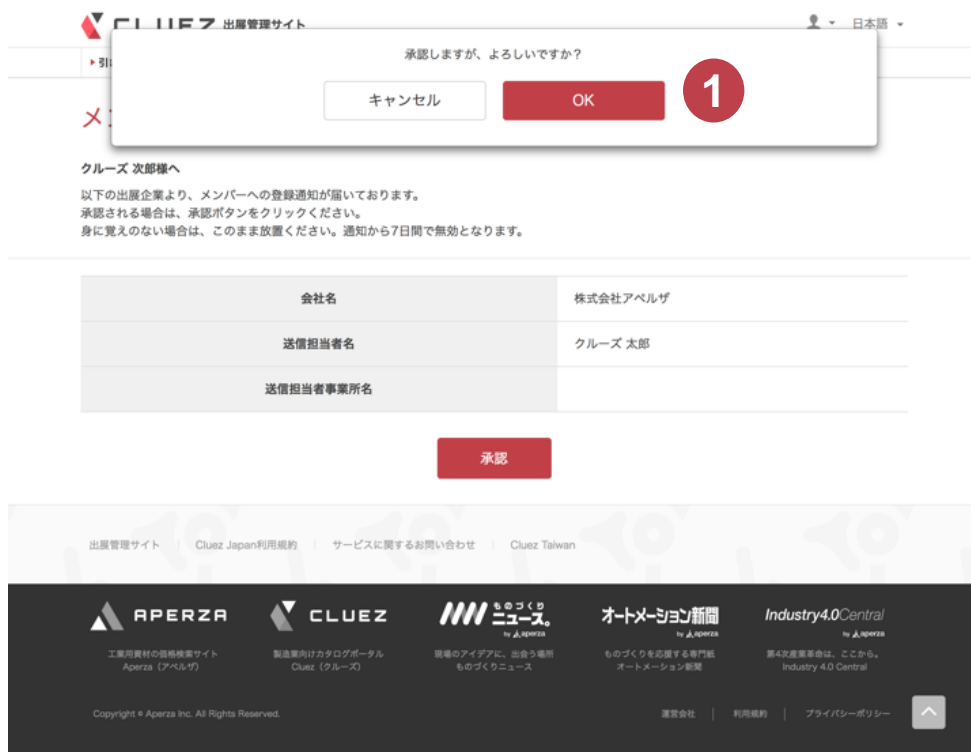 CLUEZ 出展管理サイト
日本語
承認しますが、よろしいですか?
キャンセル
OK
1
クルーズ 次郎様へ
以下の出展企業より、メンバーへの登録通知が届いております。
承認される場合は、承認ボタンをクリックください。
身に覚えのない場合は、このまま放置ください。通知から7日間で無効となります。
会社名
株式会社アペルザ
送信担当者名
クルーズ 太郎
送信担当者事業所名
承認
出展管理サイト
Cluez Japan利用規約
サービスに関するお問い合わせ
Cluez Taiwan
APERZA
工業用資材の価格検索サイト
Aperza（アペルザ）
CLUEZ
製造業向けカタログポータル
Cluez（クルーズ）
ものづくり
ニュース。
by aperza
現場のアイデアに、出会う場所
ものづくりニュース
オートメーション新聞
by aperza
ものづくりを応援する専門紙
オートメーション新聞
Industry4.0Central
by aperza
第4次産業革命は、ここから。
Industry 4.0 Central
Copyright © Aperza Inc. All Rights Reserved.
運営会社
利用規約
プライバシーポリシー